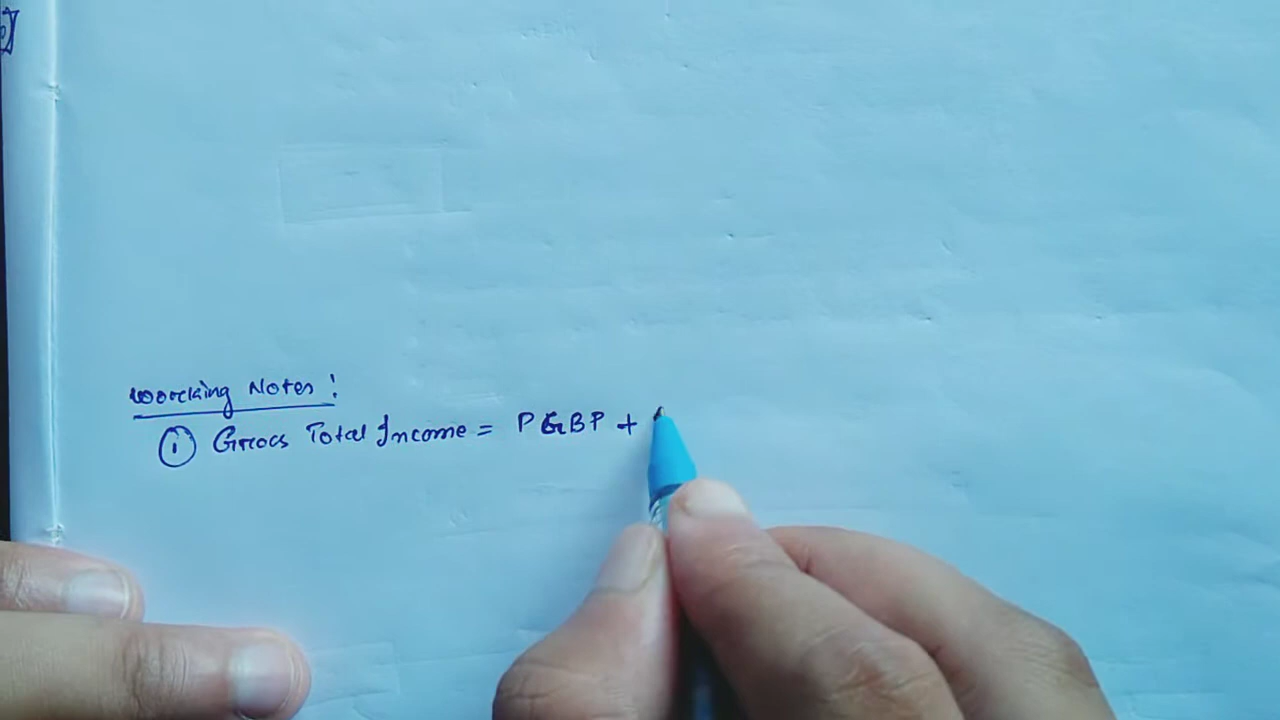 Working Notes :
① Gross Total Income = PGBP +